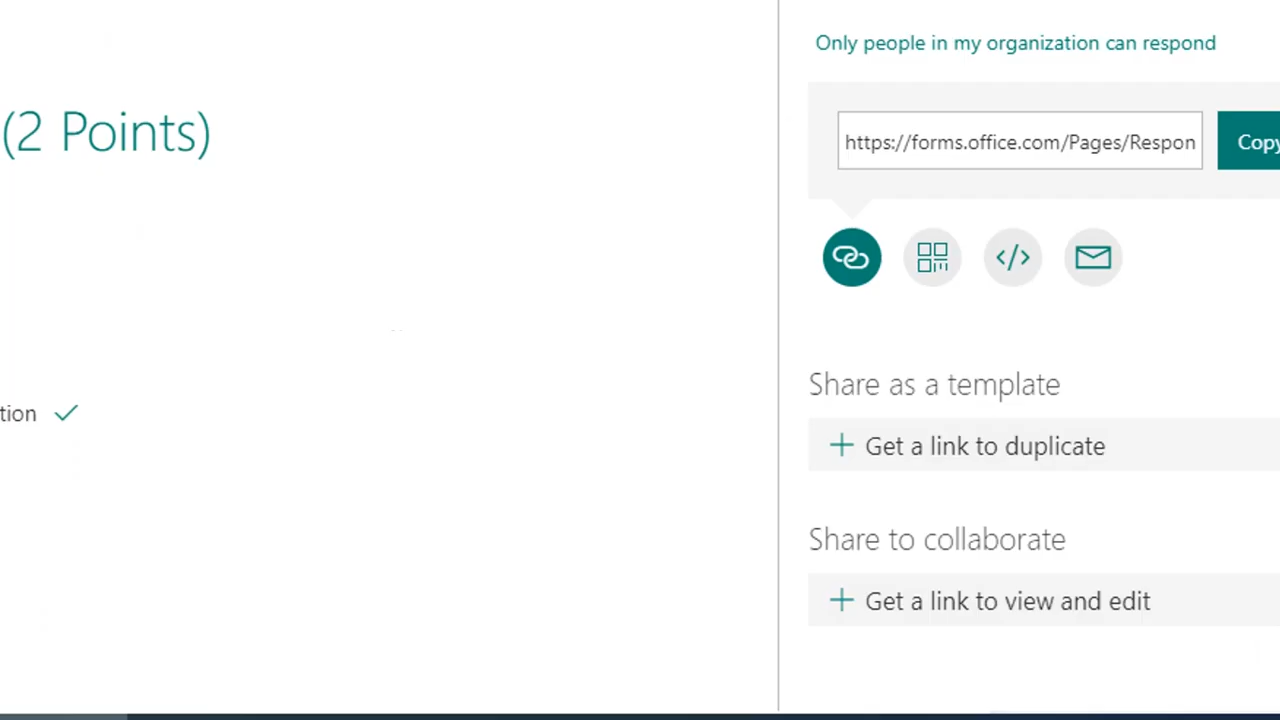 Only people in my organization can respond
(2 Points)
https://forms.office.com/Pages/Respon
Copy
tion
Share as a template
Get a link to duplicate
Share to collaborate
Get a link to view and edit